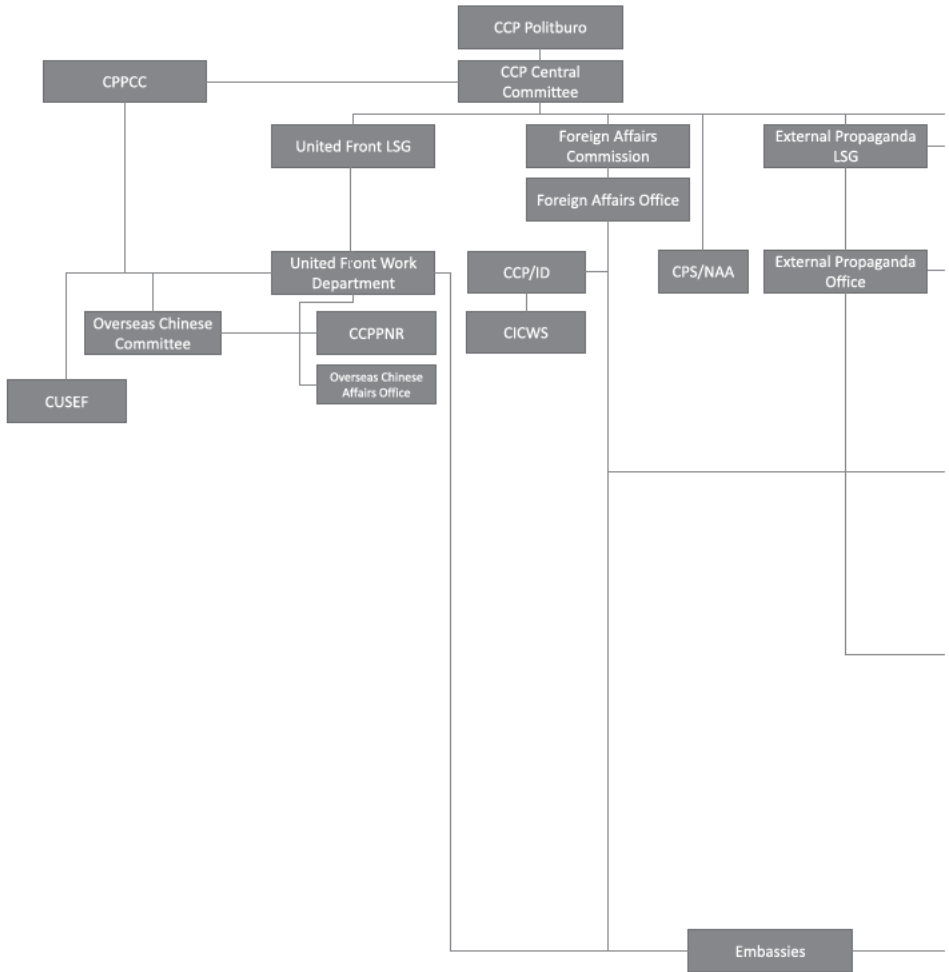 CCP Politburo
CPPCC
CCP Central
Committee
United Front LSG
Foreign Affairs
Commission
External Propaganda
LSG
Foreign Affairs Office
United Front Work
Department
CCP/ID
CPS/NAA
External Propaganda
Office
Overseas Chinese
Committee
CCPPNR
CICWS
CUSEF
Overseas Chinese
Affairs Office
Embassies